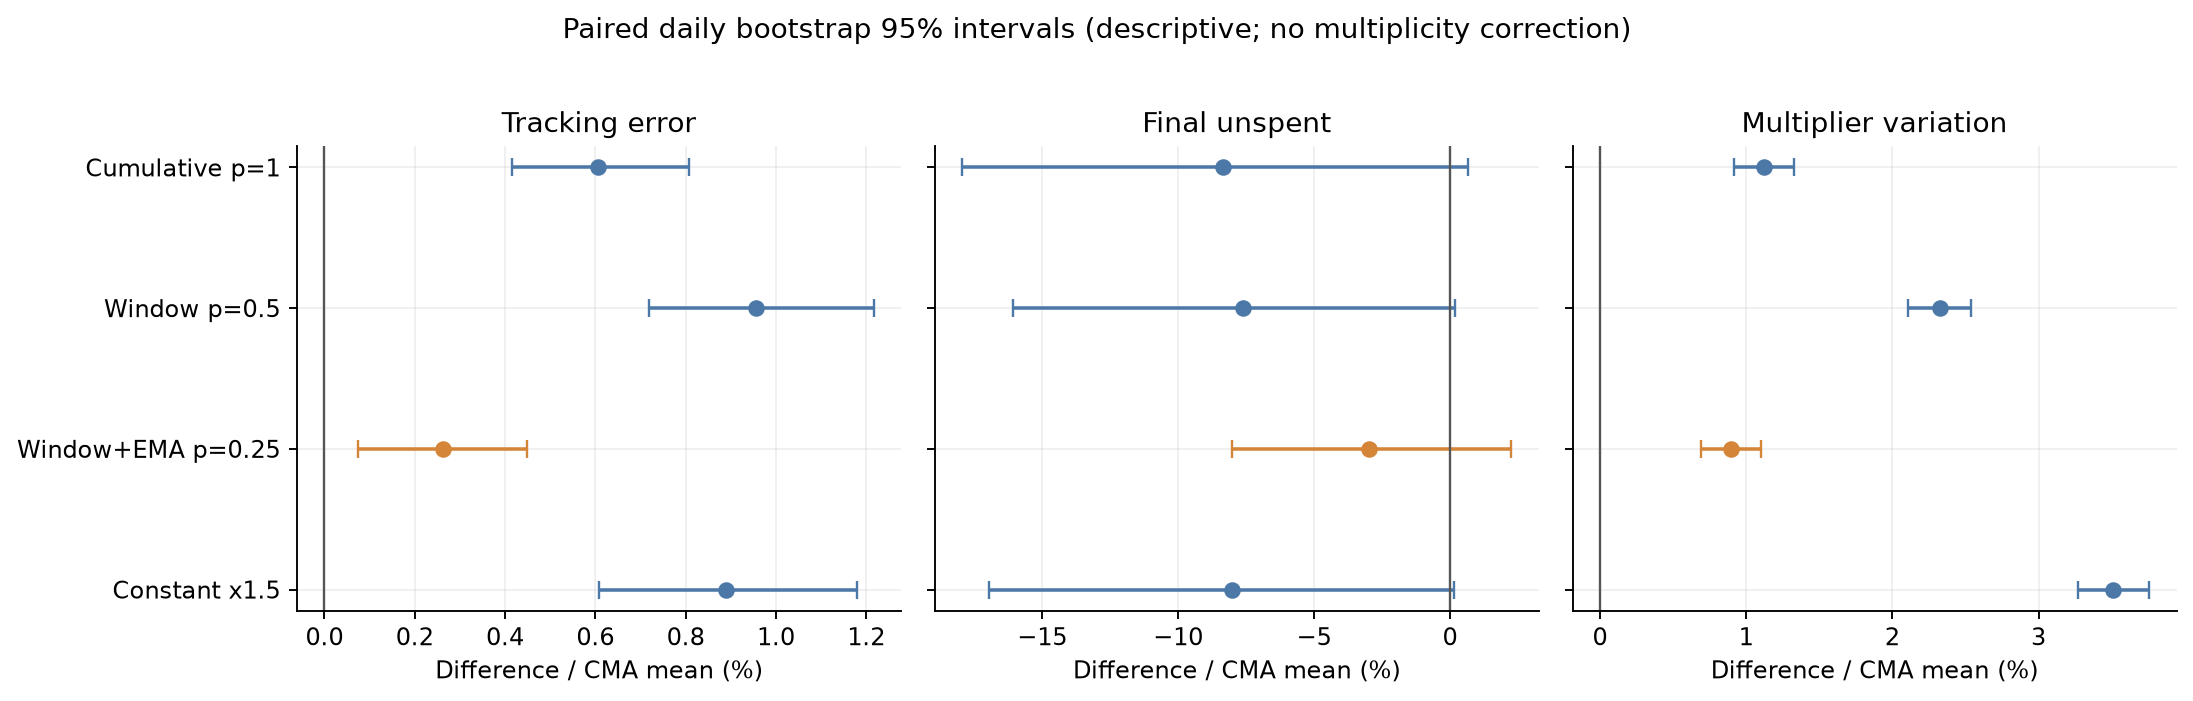 Paired daily bootstrap 95% intervals (descriptive; no multiplicity correction)
Tracking error
Final unspent
Multiplier variation
Cumulative p=1
Window p=0.5
Window+EMA p=0.25
Constant x1.5
0.0 0.2 0.4 0.6 0.8 1.0 1.2
−15 −10 −5 0
0 1 2 3
Difference / CMA mean (%)
Difference / CMA mean (%)
Difference / CMA mean (%)